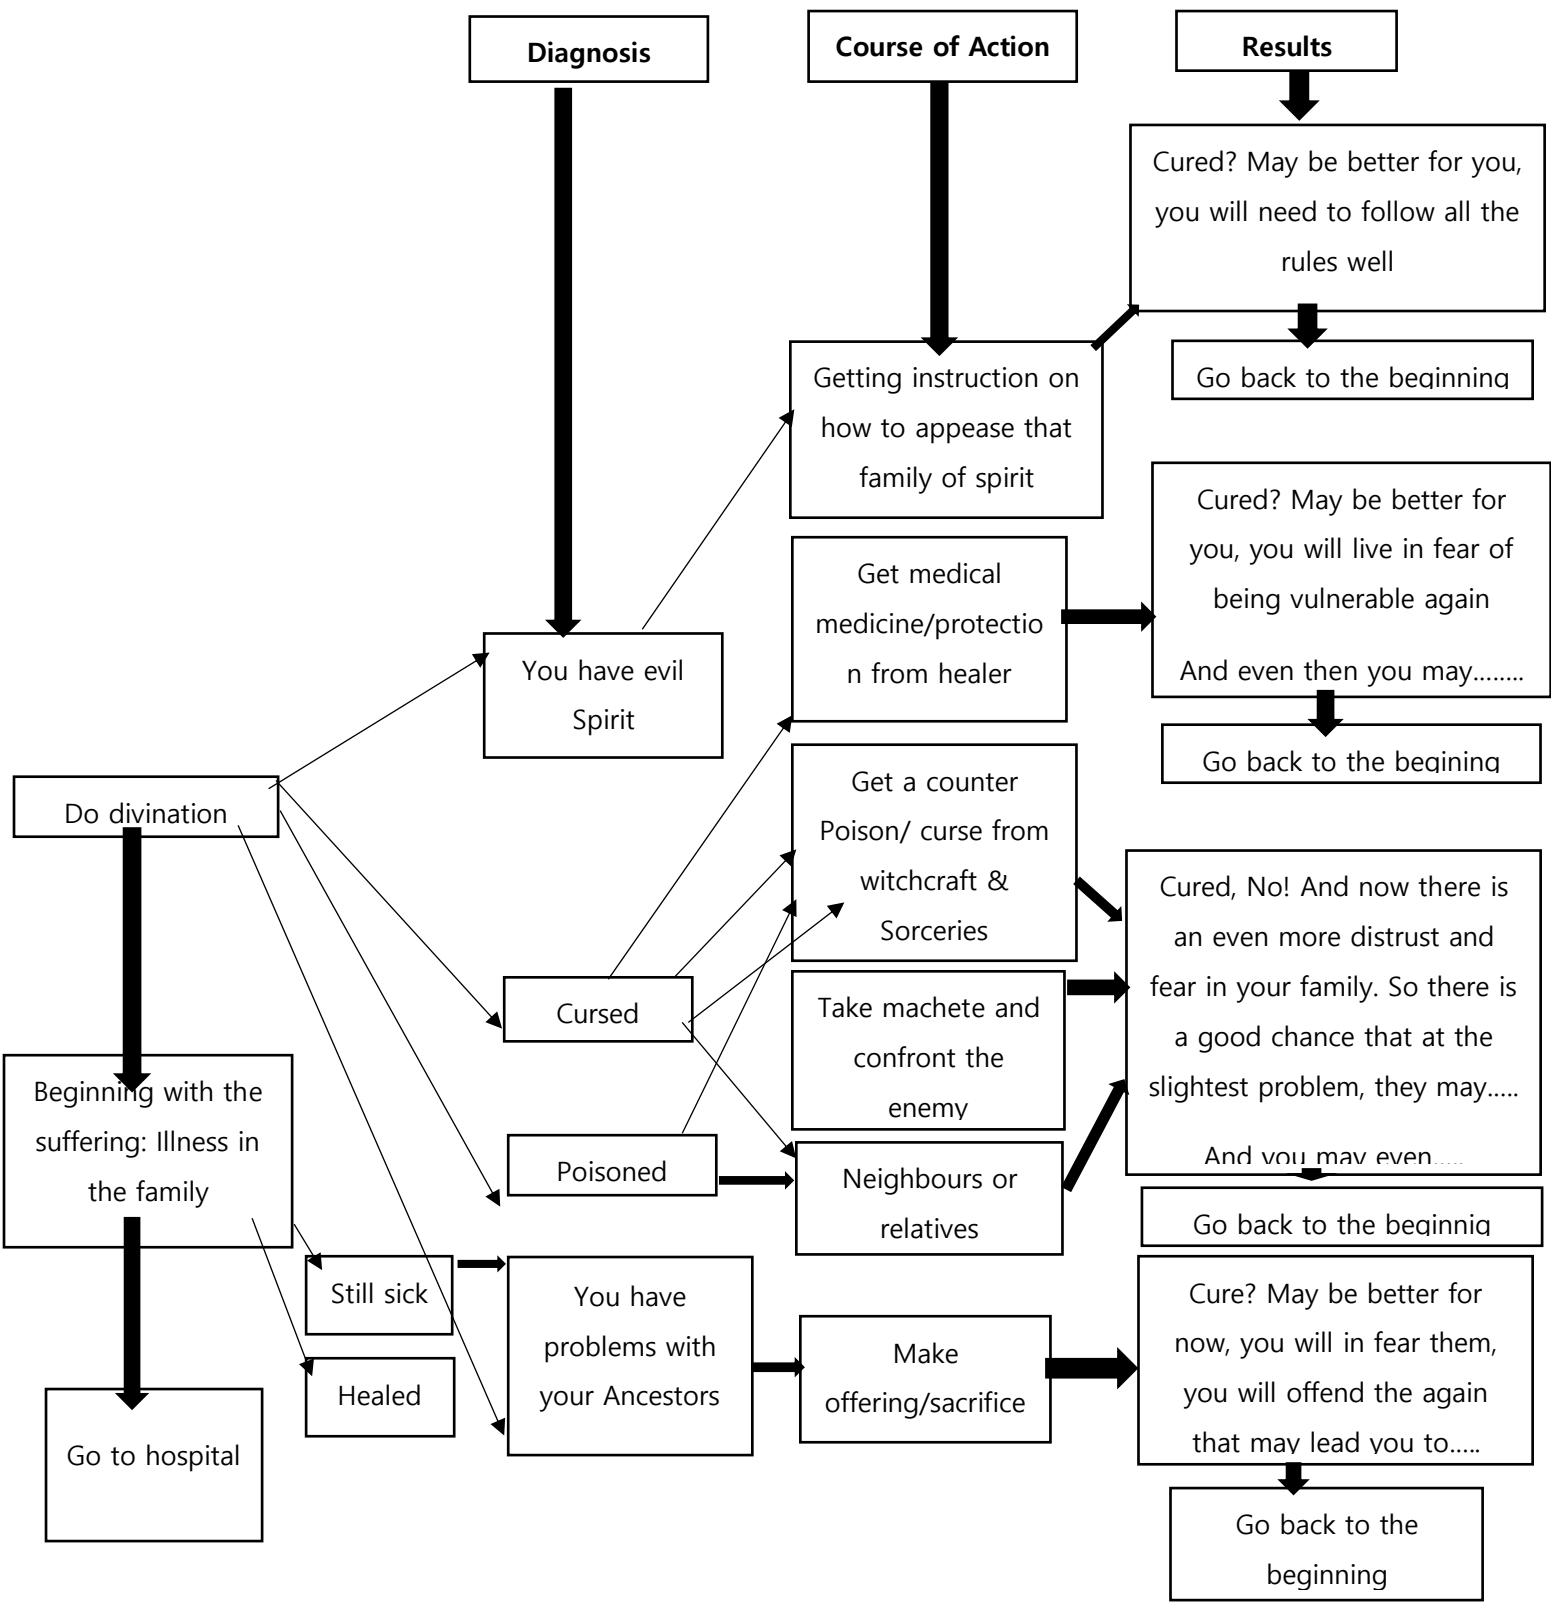 Diagnosis
Course of Action
Results
Cured? May be better for you,
you will need to follow all the
rules well
Go back to the beginning
Getting instruction on
how to appease that
family of spirit
Cured? May be better for
you, you will live in fear of
being vulnerable again
And even then you may........
Go back to the begining
Get medical
medicine/protectio
n from healer
You have evil
Spirit
Do divination
Get a counter
Poison/ curse from
witchcraft &
Sorceries
Cured, No! And now there is
an even more distrust and
fear in your family. So there is
a good chance that at the
slightest problem, they may.....
And you may even.....
Go back to the beginnig
Cursed
Take machete and
confront the
enemy
Beginning with the
suffering: Illness in
the family
Poisoned
Neighbours or
relatives
Still sick
Healed
You have
problems with
your Ancestors
Make
offering/sacrifice
Cure? May be better for
now, you will in fear them,
you will offend the again
that may lead you to.....
Go to hospital
Go back to the
beginning